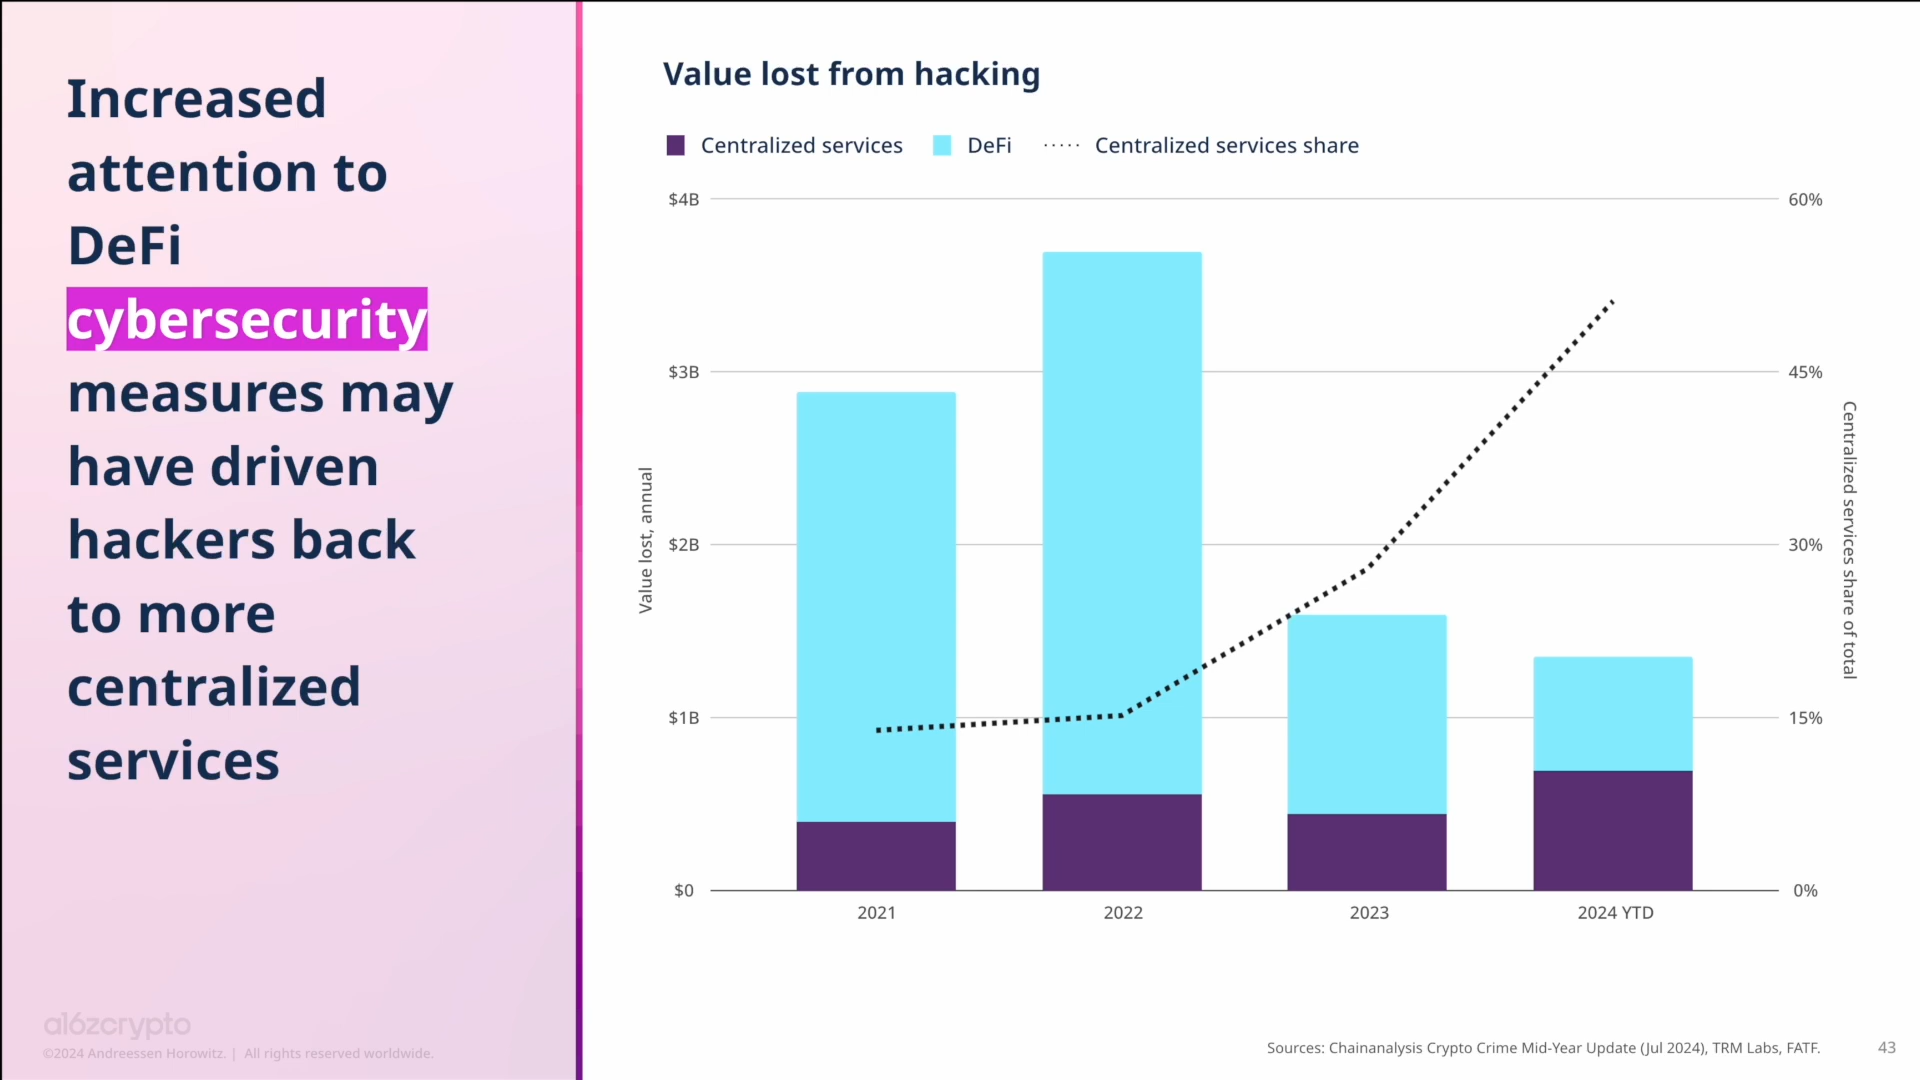 Increased
attention to
DeFi
cybersecurity
measures may
have driven
hackers back
to more
centralized
services
a16zcrypto
©2024 Andreessen Horowitz. | All rights reserved worldwide.
Value lost from hacking
Centralized services DeFi Centralized services share
$4B 60%
$3B 45%
$2B 30%
$1B 15%
$0 0%
Value lost, annual
Centralized services share of total
2021 2022 2023 2024 YTD
Sources: Chainanalysis Crypto Crime Mid-Year Update (Jul 2024), TRM Labs, FATF. 43